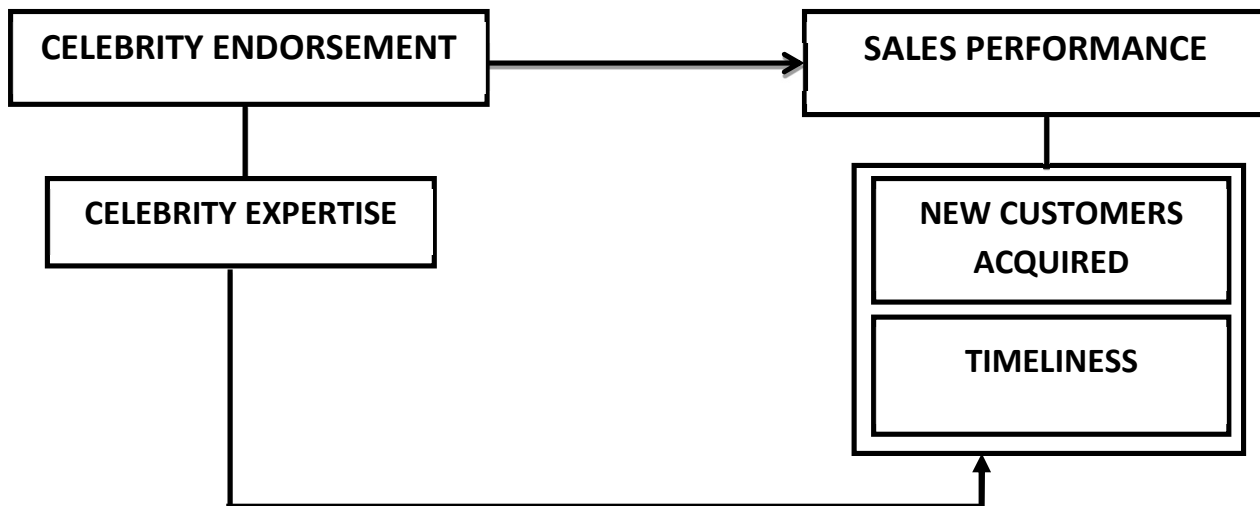 CELEBRITY ENDORSEMENT
SALES PERFORMANCE
CELEBRITY EXPERTISE
NEW CUSTOMERS
ACQUIRED
TIMELINESS